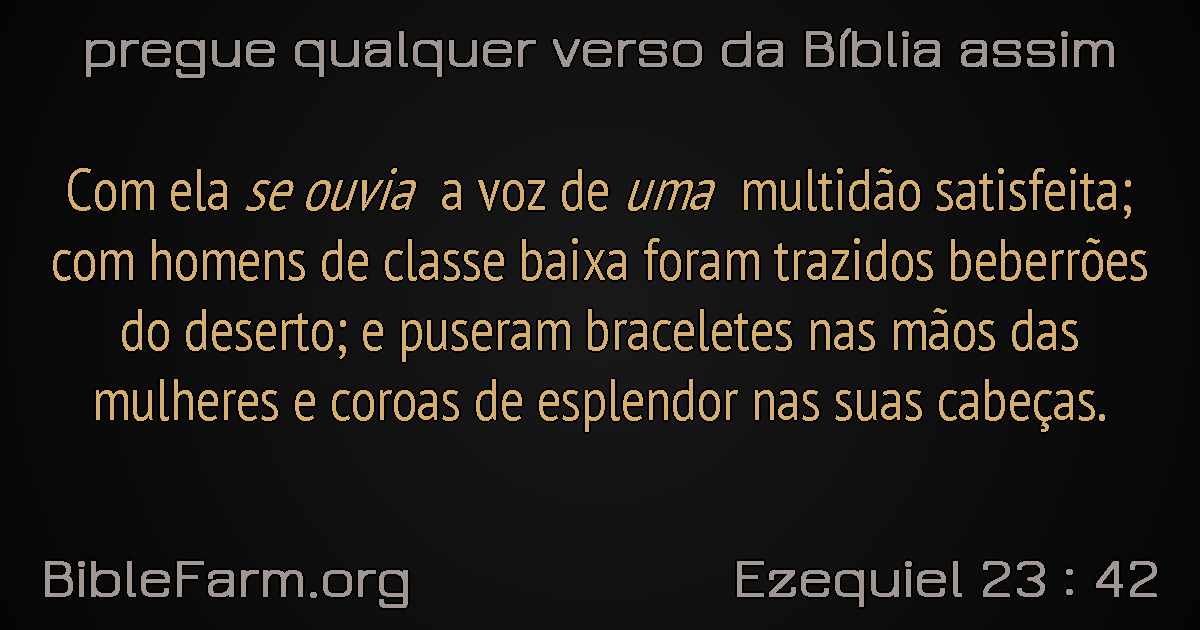 pregue qualquer verso da Bíblia assim
Com ela se ouvia a voz de uma multidão satisfeita;
com homens de classe baixa foram trazidos beberrões
do deserto; e puseram braceletes nas mãos das
mulheres e coroas de esplendor nas suas cabeças.
BibleFarm.org
Ezequiel 23 : 42